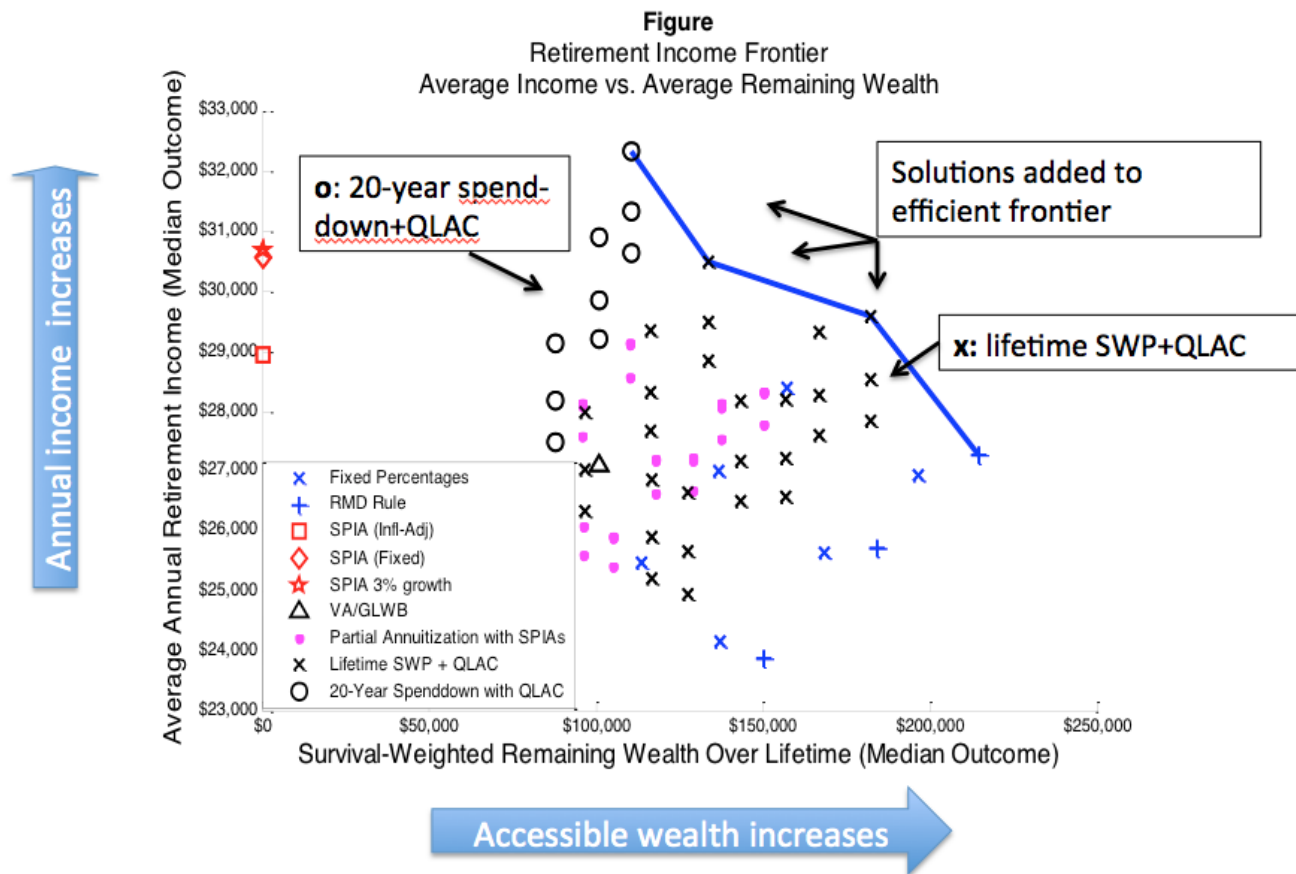 Figure
Retirement Income Frontier
Average Income vs. Average Remaining Wealth
Annual income increases
Average Annual Retirement Income (Median Outcome)
$33,000
$32,000
$31,000
$30,000
$29,000
$28,000
$27,000
$26,000
$25,000
$24,000
$23,000
o: 20-year spend-
down+QLAC
Solutions added to
efficient frontier
x: lifetime SWP+QLAC
Fixed Percentages
RMD Rule
SPIA (Infl-Adj)
SPIA (Fixed)
SPIA 3% growth
VA/GLWB
Partial Annuitization with SPIAs
Lifetime SWP + QLAC
20-Year Spenddown with QLAC
$0
$50,000
$100,000
$150,000
$200,000
$250,000
Survival-Weighted Remaining Wealth Over Lifetime (Median Outcome)
Accessible wealth increases